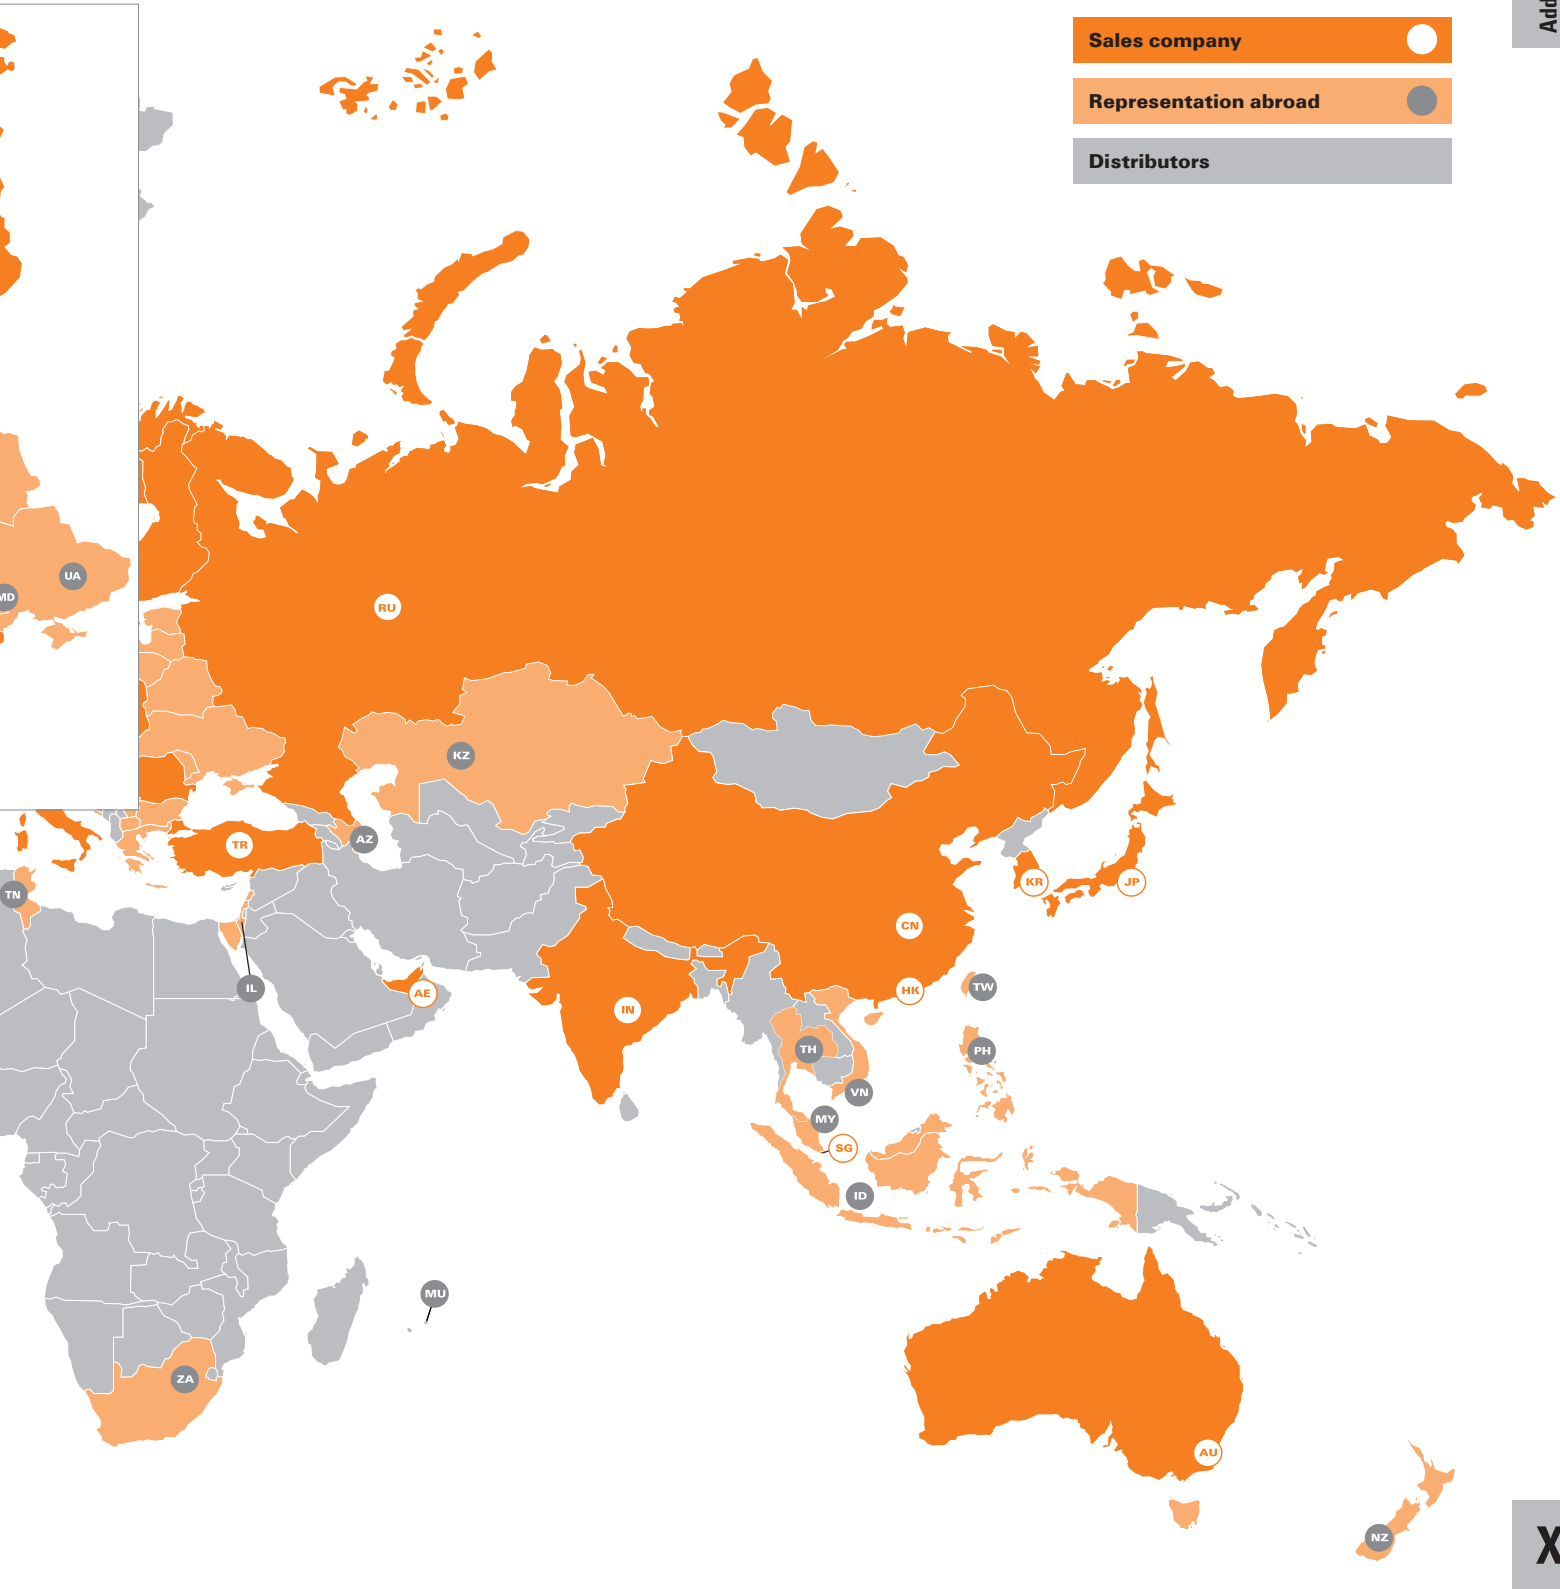 Add
Sales company
Representation abroad
Distributors
UA
MD
RU
KZ
AZ
TR
TN
KR
JP
CN
IL
AE
HK
TW
IN
TH
PH
VN
MY
SG
ID
MU
ZA
AU
NZ
X